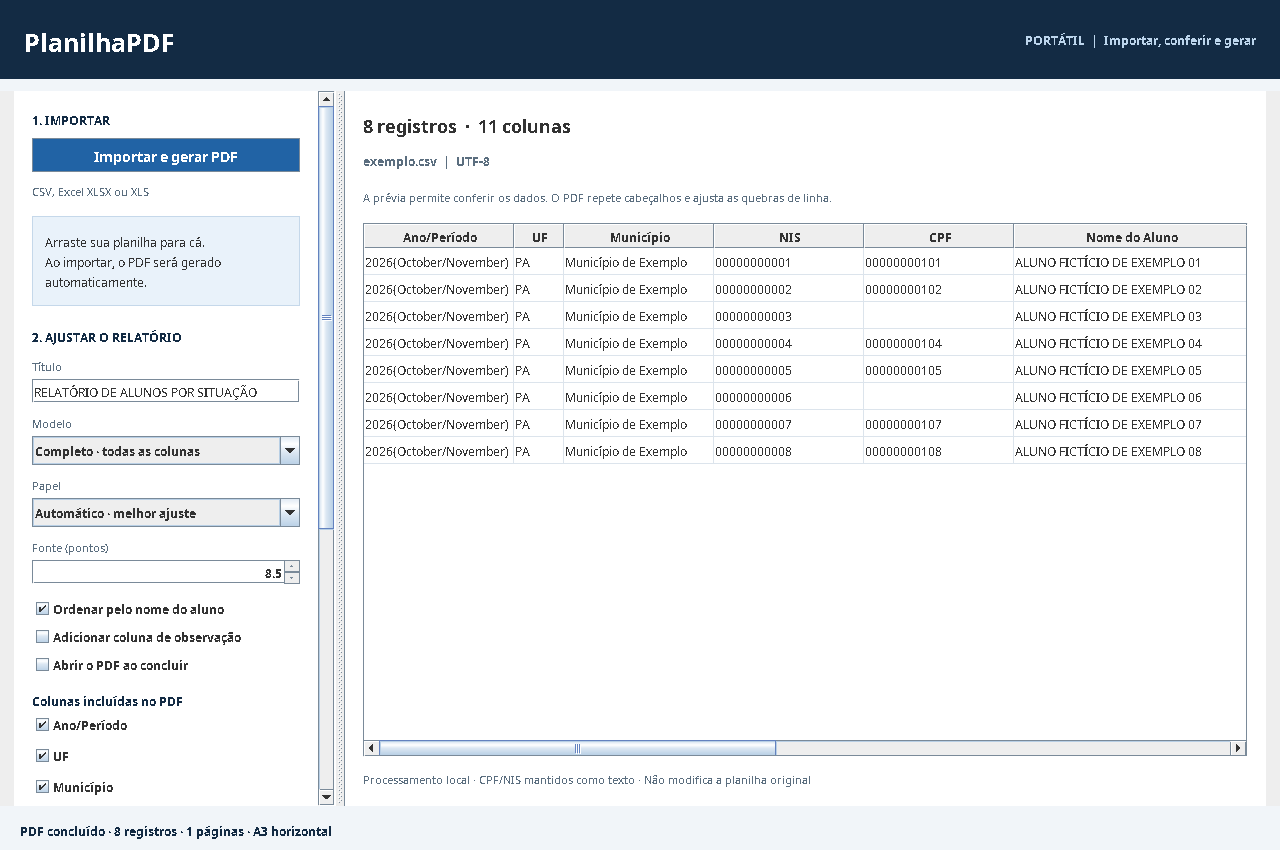 PlanilhaPDF
PORTÁTIL | Importar, conferir e gerar
1. IMPORTAR
Importar e gerar PDF
CSV, Excel XLSX ou XLS
Arraste sua planilha para cá.
Ao importar, o PDF será gerado
automaticamente.
2. AJUSTAR O RELATÓRIO
Título
RELATÓRIO DE ALUNOS POR SITUAÇÃO
Modelo
Completo · todas as colunas
Papel
Automático · melhor ajuste
Fonte (pontos)
8.5
Ordenar pelo nome do aluno
Adicionar coluna de observação
Abrir o PDF ao concluir
Colunas incluídas no PDF
Ano/Período
UF
Município
8 registros · 11 colunas
exemplo.csv | UTF-8
A prévia permite conferir os dados. O PDF repete cabeçalhos e ajusta as quebras de linha.
Ano/Período UF Município NIS CPF Nome do Aluno
2026(October/November) PA Município de Exemplo 00000000001 00000000101 ALUNO FICTÍCIO DE EXEMPLO 01
2026(October/November) PA Município de Exemplo 00000000002 00000000102 ALUNO FICTÍCIO DE EXEMPLO 02
2026(October/November) PA Município de Exemplo 00000000003 ALUNO FICTÍCIO DE EXEMPLO 03
2026(October/November) PA Município de Exemplo 00000000004 00000000104 ALUNO FICTÍCIO DE EXEMPLO 04
2026(October/November) PA Município de Exemplo 00000000005 00000000105 ALUNO FICTÍCIO DE EXEMPLO 05
2026(October/November) PA Município de Exemplo 00000000006 ALUNO FICTÍCIO DE EXEMPLO 06
2026(October/November) PA Município de Exemplo 00000000007 00000000107 ALUNO FICTÍCIO DE EXEMPLO 07
2026(October/November) PA Município de Exemplo 00000000008 00000000108 ALUNO FICTÍCIO DE EXEMPLO 08
Processamento local · CPF/NIS mantidos como texto · Não modifica a planilha original
PDF concluído · 8 registros · 1 páginas · A3 horizontal